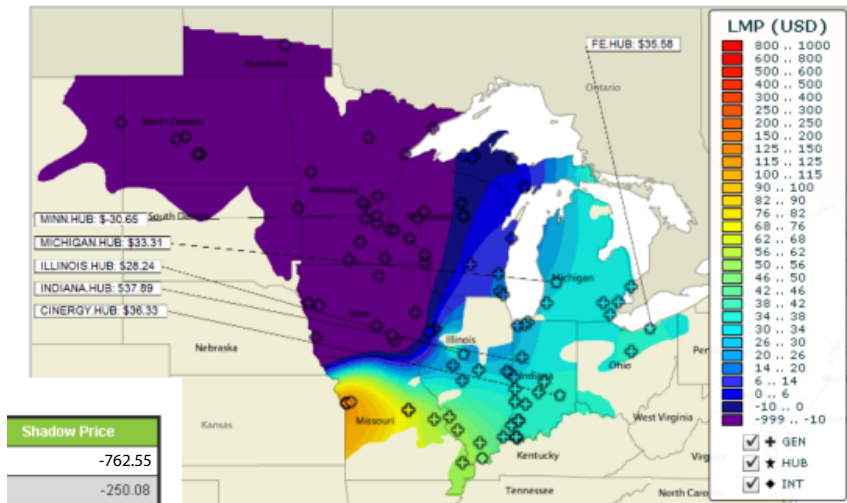 LMP (USD)
800 .. 1000
600 .. 800
500 .. 600
400 .. 500
300 .. 400
250 .. 300
200 .. 250
150 .. 200
125 .. 150
115 .. 125
100 .. 115
90 .. 100
82 .. 90
76 .. 82
68 .. 76
62 .. 68
56 .. 62
50 .. 56
46 .. 50
42 .. 46
38 .. 42
34 .. 38
30 .. 34
26 .. 30
20 .. 26
14 .. 20
6 .. 14
0 .. 6
-10 .. 0
-999 .. -10
GEN
HUB
INT
FE.HUB: $35.58
Manitoba
Ontario
North Dakota
Minnesota
South Dakota
Wisconsin
MINN.HUB: $-30.65
MICHIGAN.HUB: $33.31
ILLINOIS.HUB: $28.24
INDIANA.HUB: $37.89
CINERGY.HUB: $36.33
Michigan
Iowa
Nebraska
Illinois
Indiana
Ohio
Kansas
Missouri
West Virginia
Kentucky
Tennessee
North Carolina
Shadow Price
-762.55
-250.08